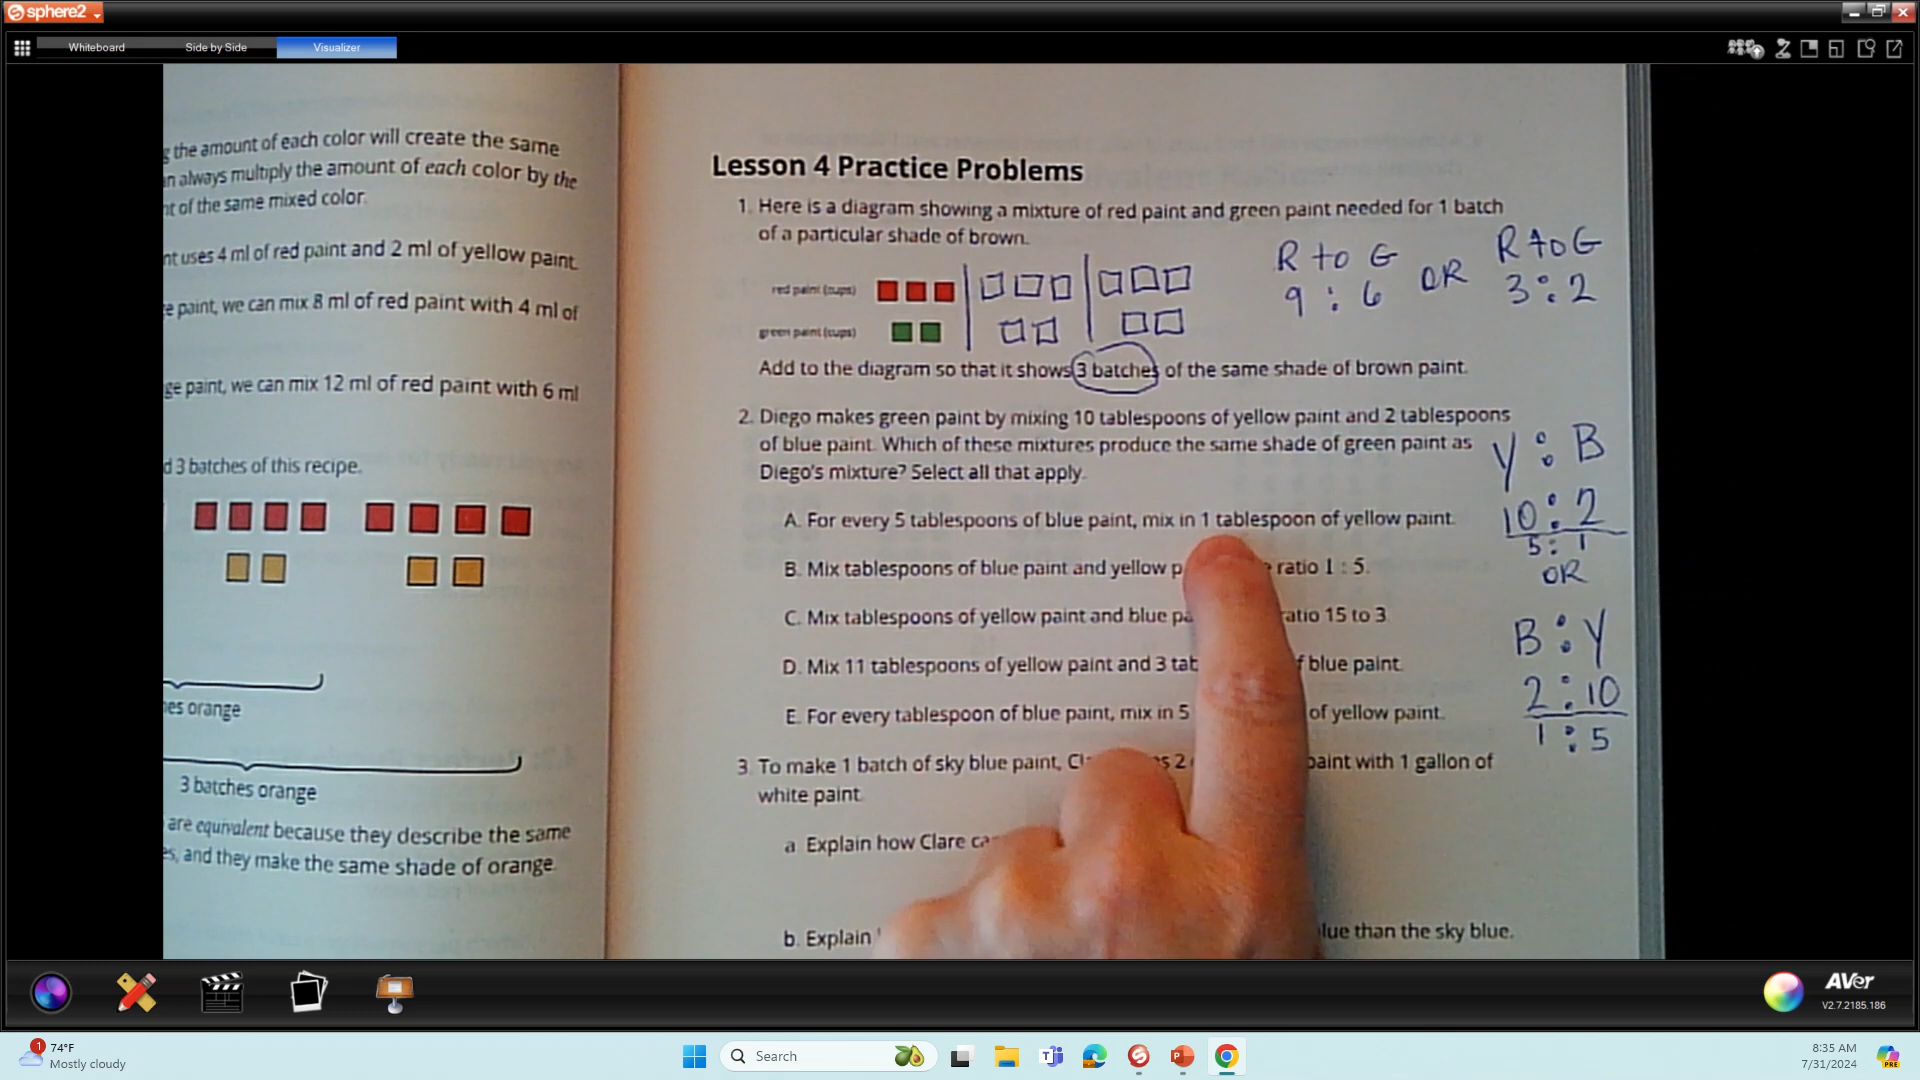 sphere2
Whiteboard
Side by Side
Visualizer
the amount of each color will create the same
always multiply the amount of each color by the
of the same mixed color.
uses 4 ml of red paint and 2 ml of yellow paint.
paint, we can mix 8 ml of red paint with 4 ml of
paint, we can mix 12 ml of red paint with 6 ml
3 batches of this recipe.
orange
3 batches orange
are equivalent because they describe the same
and they make the same shade of orange.
Lesson 4 Practice Problems
1. Here is a diagram showing a mixture of red paint and green paint needed for 1 batch
of a particular shade of brown.
red paint (cups)
green paint (cups)
R to G
9 : 6
OR
R to G
3 : 2
Add to the diagram so that it shows 3 batches of the same shade of brown paint.
2. Diego makes green paint by mixing 10 tablespoons of yellow paint and 2 tablespoons
of blue paint. Which of these mixtures produce the same shade of green paint as
Diego's mixture? Select all that apply.
A. For every 5 tablespoons of blue paint, mix in 1 tablespoon of yellow paint.
B. Mix tablespoons of blue paint and yellow ratio 1 : 5.
C. Mix tablespoons of yellow paint and blue ratio 15 to 3.
D. Mix 11 tablespoons of yellow paint and 3 blue paint.
E. For every tablespoon of blue paint, mix in 5 of yellow paint.
Y : B
10 : 2
5 : 1
OR
B : Y
2 : 10
1 : 5
3. To make 1 batch of sky blue paint, 2 paint with 1 gallon of
white paint.
a. Explain how Clare
b. Explain than the sky blue.
AVer
V2.7.2185.186
1
74°F
Mostly cloudy
Search
8:35 AM
7/31/2024
PRE